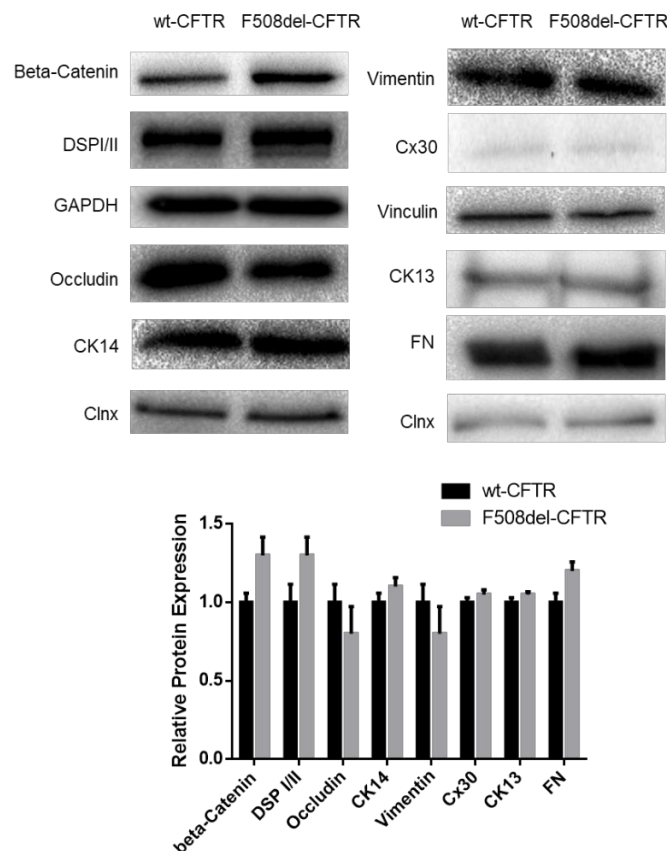 wt-CFTR F508del-CFTR
Beta-Catenin
DSPI/II
GAPDH
Occludin
CK14
Clnx
wt-CFTR F508del-CFTR
Vimentin
Cx30
Vinculin
CK13
FN
Clnx
wt-CFTR
F508del-CFTR
Relative Protein Expression
1.5
1.0
0.5
0.0
beta-Catenin
DSP I/II
Occludin
CK14
Vimentin
Cx30
CK13
FN